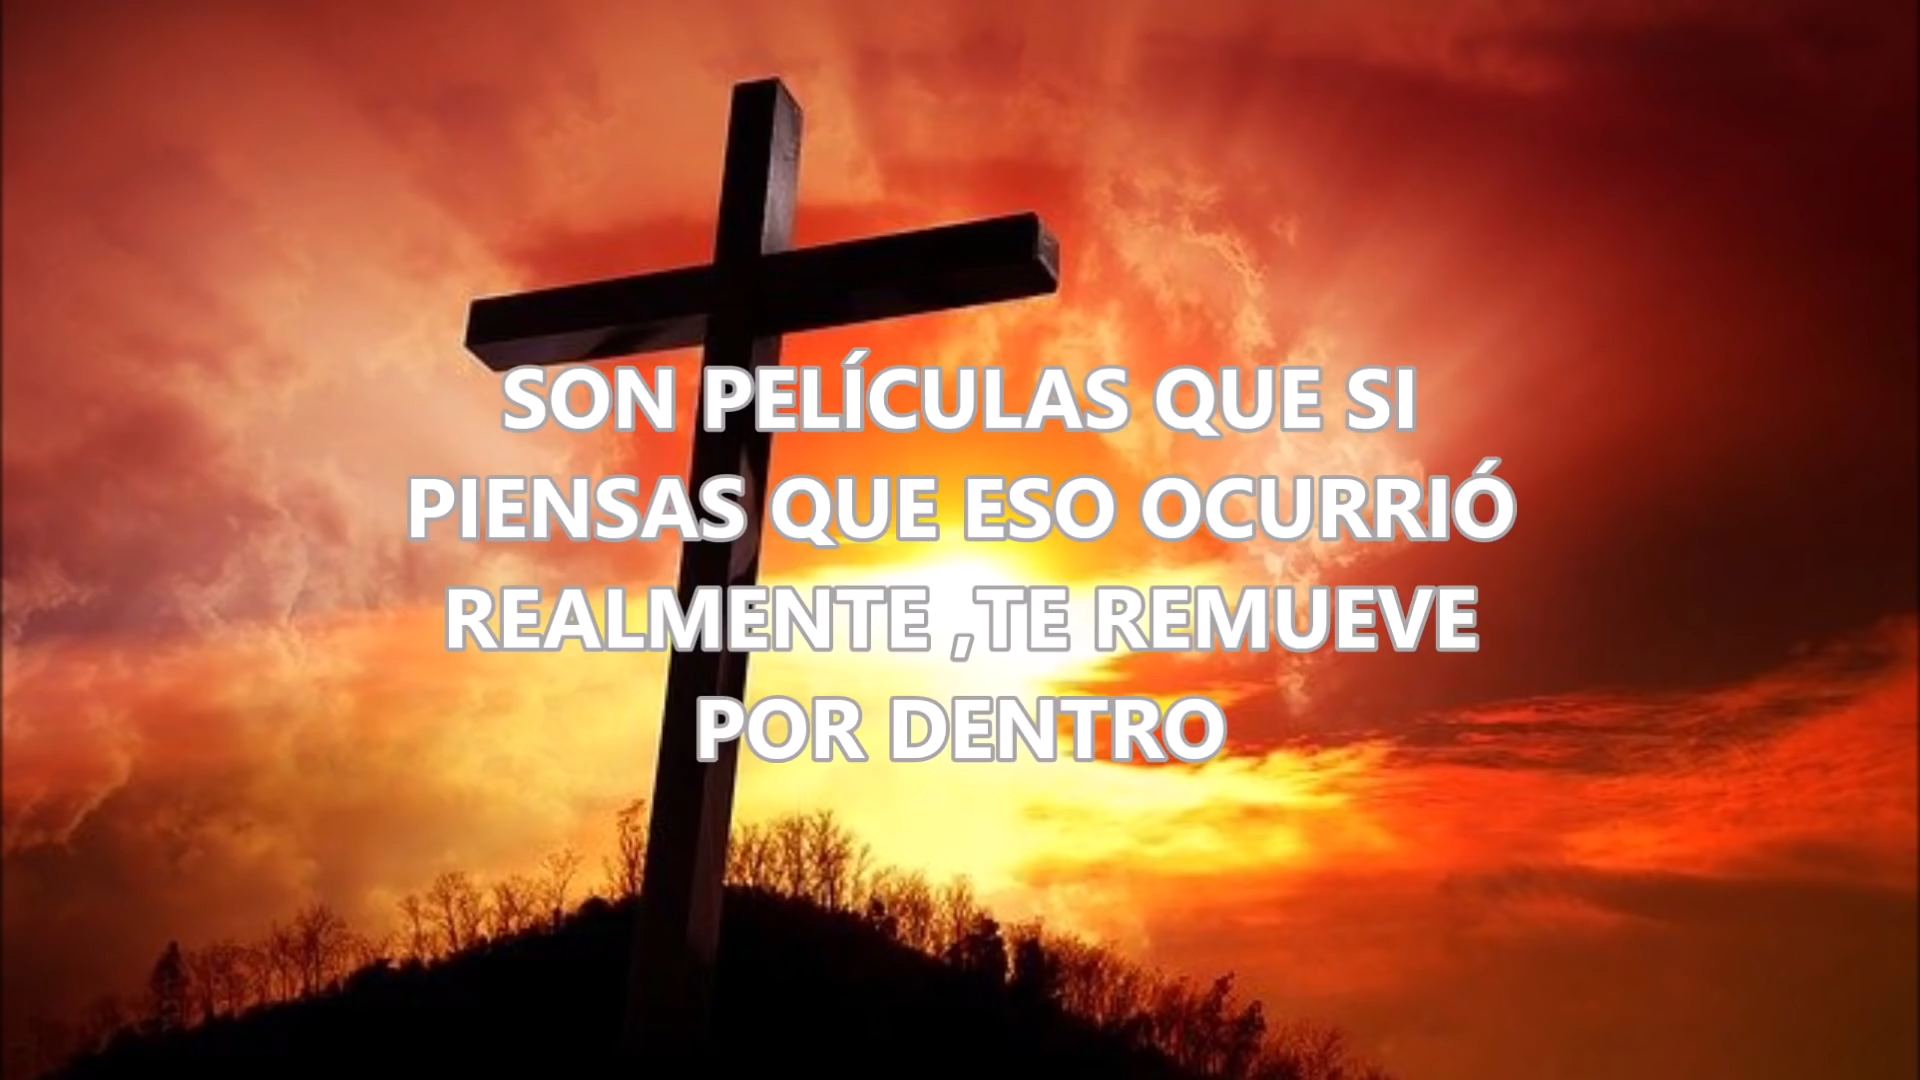 SON PELÍCULAS QUE SI
PIENSAS QUE ESO OCURRIÓ
REALMENTE ,TE REMUEVE
POR DENTRO